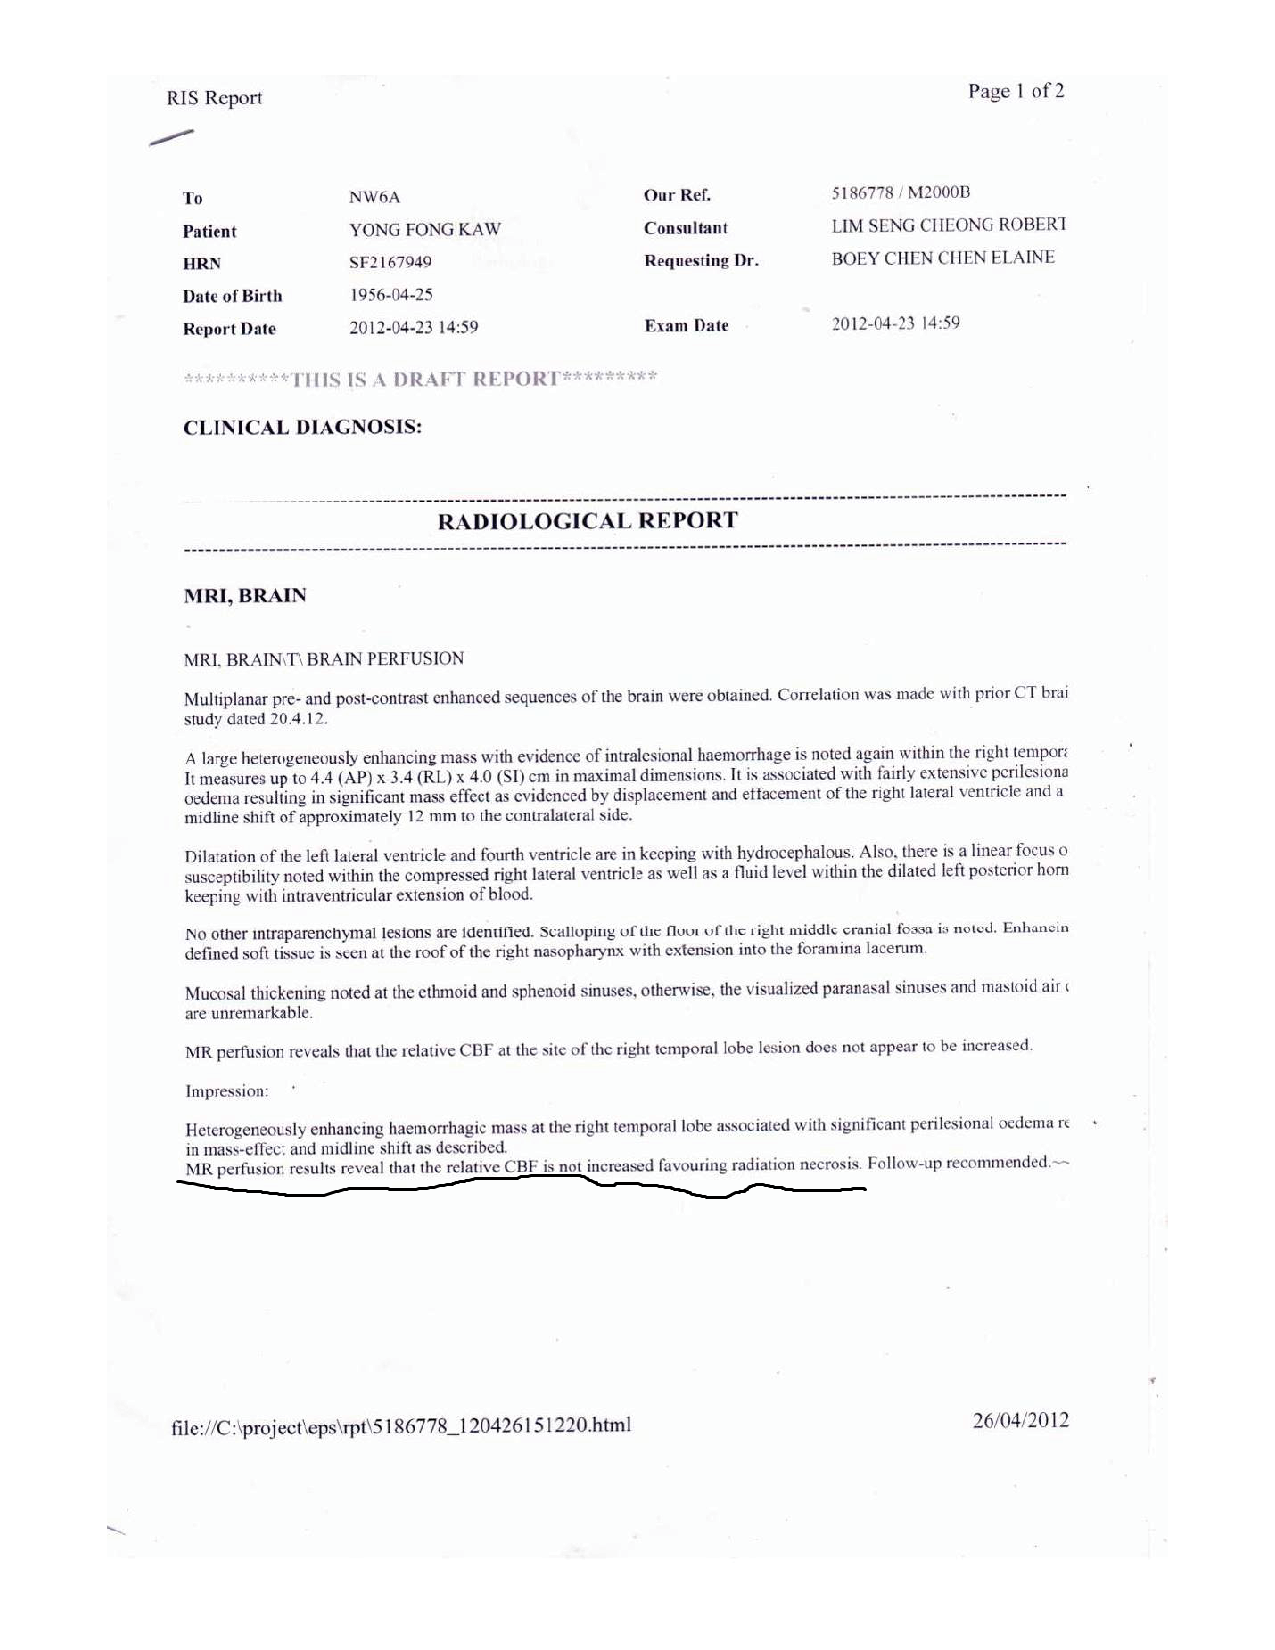 RIS Report
Page 1 of 2
To NW6A Our Ref. 5186778 / M2000B
Patient YONG FONG KAW Consultant LIM SENG CHEONG ROBERT
HRN SF2167949 Requesting Dr. BOEY CHEN CHEN ELAINE
Date of Birth 1956-04-25
Report Date 2012-04-23 14:59 Exam Date 2012-04-23 14:59
**********THIS IS A DRAFT REPORT*********
CLINICAL DIAGNOSIS:
RADIOLOGICAL REPORT
MRI, BRAIN
MRI, BRAIN\T\ BRAIN PERFUSION
Multiplanar pre- and post-contrast enhanced sequences of the brain were obtained. Correlation was made with prior CT brai
study dated 20.4.12.
A large heterogeneously enhancing mass with evidence of intralesional haemorrhage is noted again within the right tempor
It measures up to 4.4 (AP) x 3.4 (RL) x 4.0 (SI) cm in maximal dimensions. It is associated with fairly extensive perilesiona
oedema resulting in significant mass effect as evidenced by displacement and effacement of the right lateral ventricle and a
midline shift of approximately 12 mm to the contralateral side.
Dilatation of the left lateral ventricle and fourth ventricle are in keeping with hydrocephalous. Also, there is a linear focus o
susceptibility noted within the compressed right lateral ventricle as well as a fluid level within the dilated left posterior horn
keeping with intraventricular extension of blood.
No other intraparenchymal lesions are identified. Scalloping of the floor of the right middle cranial fossa is noted. Enhancin
defined soft tissue is seen at the roof of the right nasopharynx with extension into the foramina lacerum.
Mucosal thickening noted at the ethmoid and sphenoid sinuses, otherwise, the visualized paranasal sinuses and mastoid air
are unremarkable.
MR perfusion reveals that the relative CBF at the site of the right temporal lobe lesion does not appear to be increased.
Impression:
Heterogeneously enhancing haemorrhagic mass at the right temporal lobe associated with significant perilesional oedema re
in mass-effect and midline shift as described.
MR perfusion results reveal that the relative CBF is not increased favouring radiation necrosis. Follow-up recommended.~~
file://C:\project\eps\rpt\5186778_120426151220.html
26/04/2012